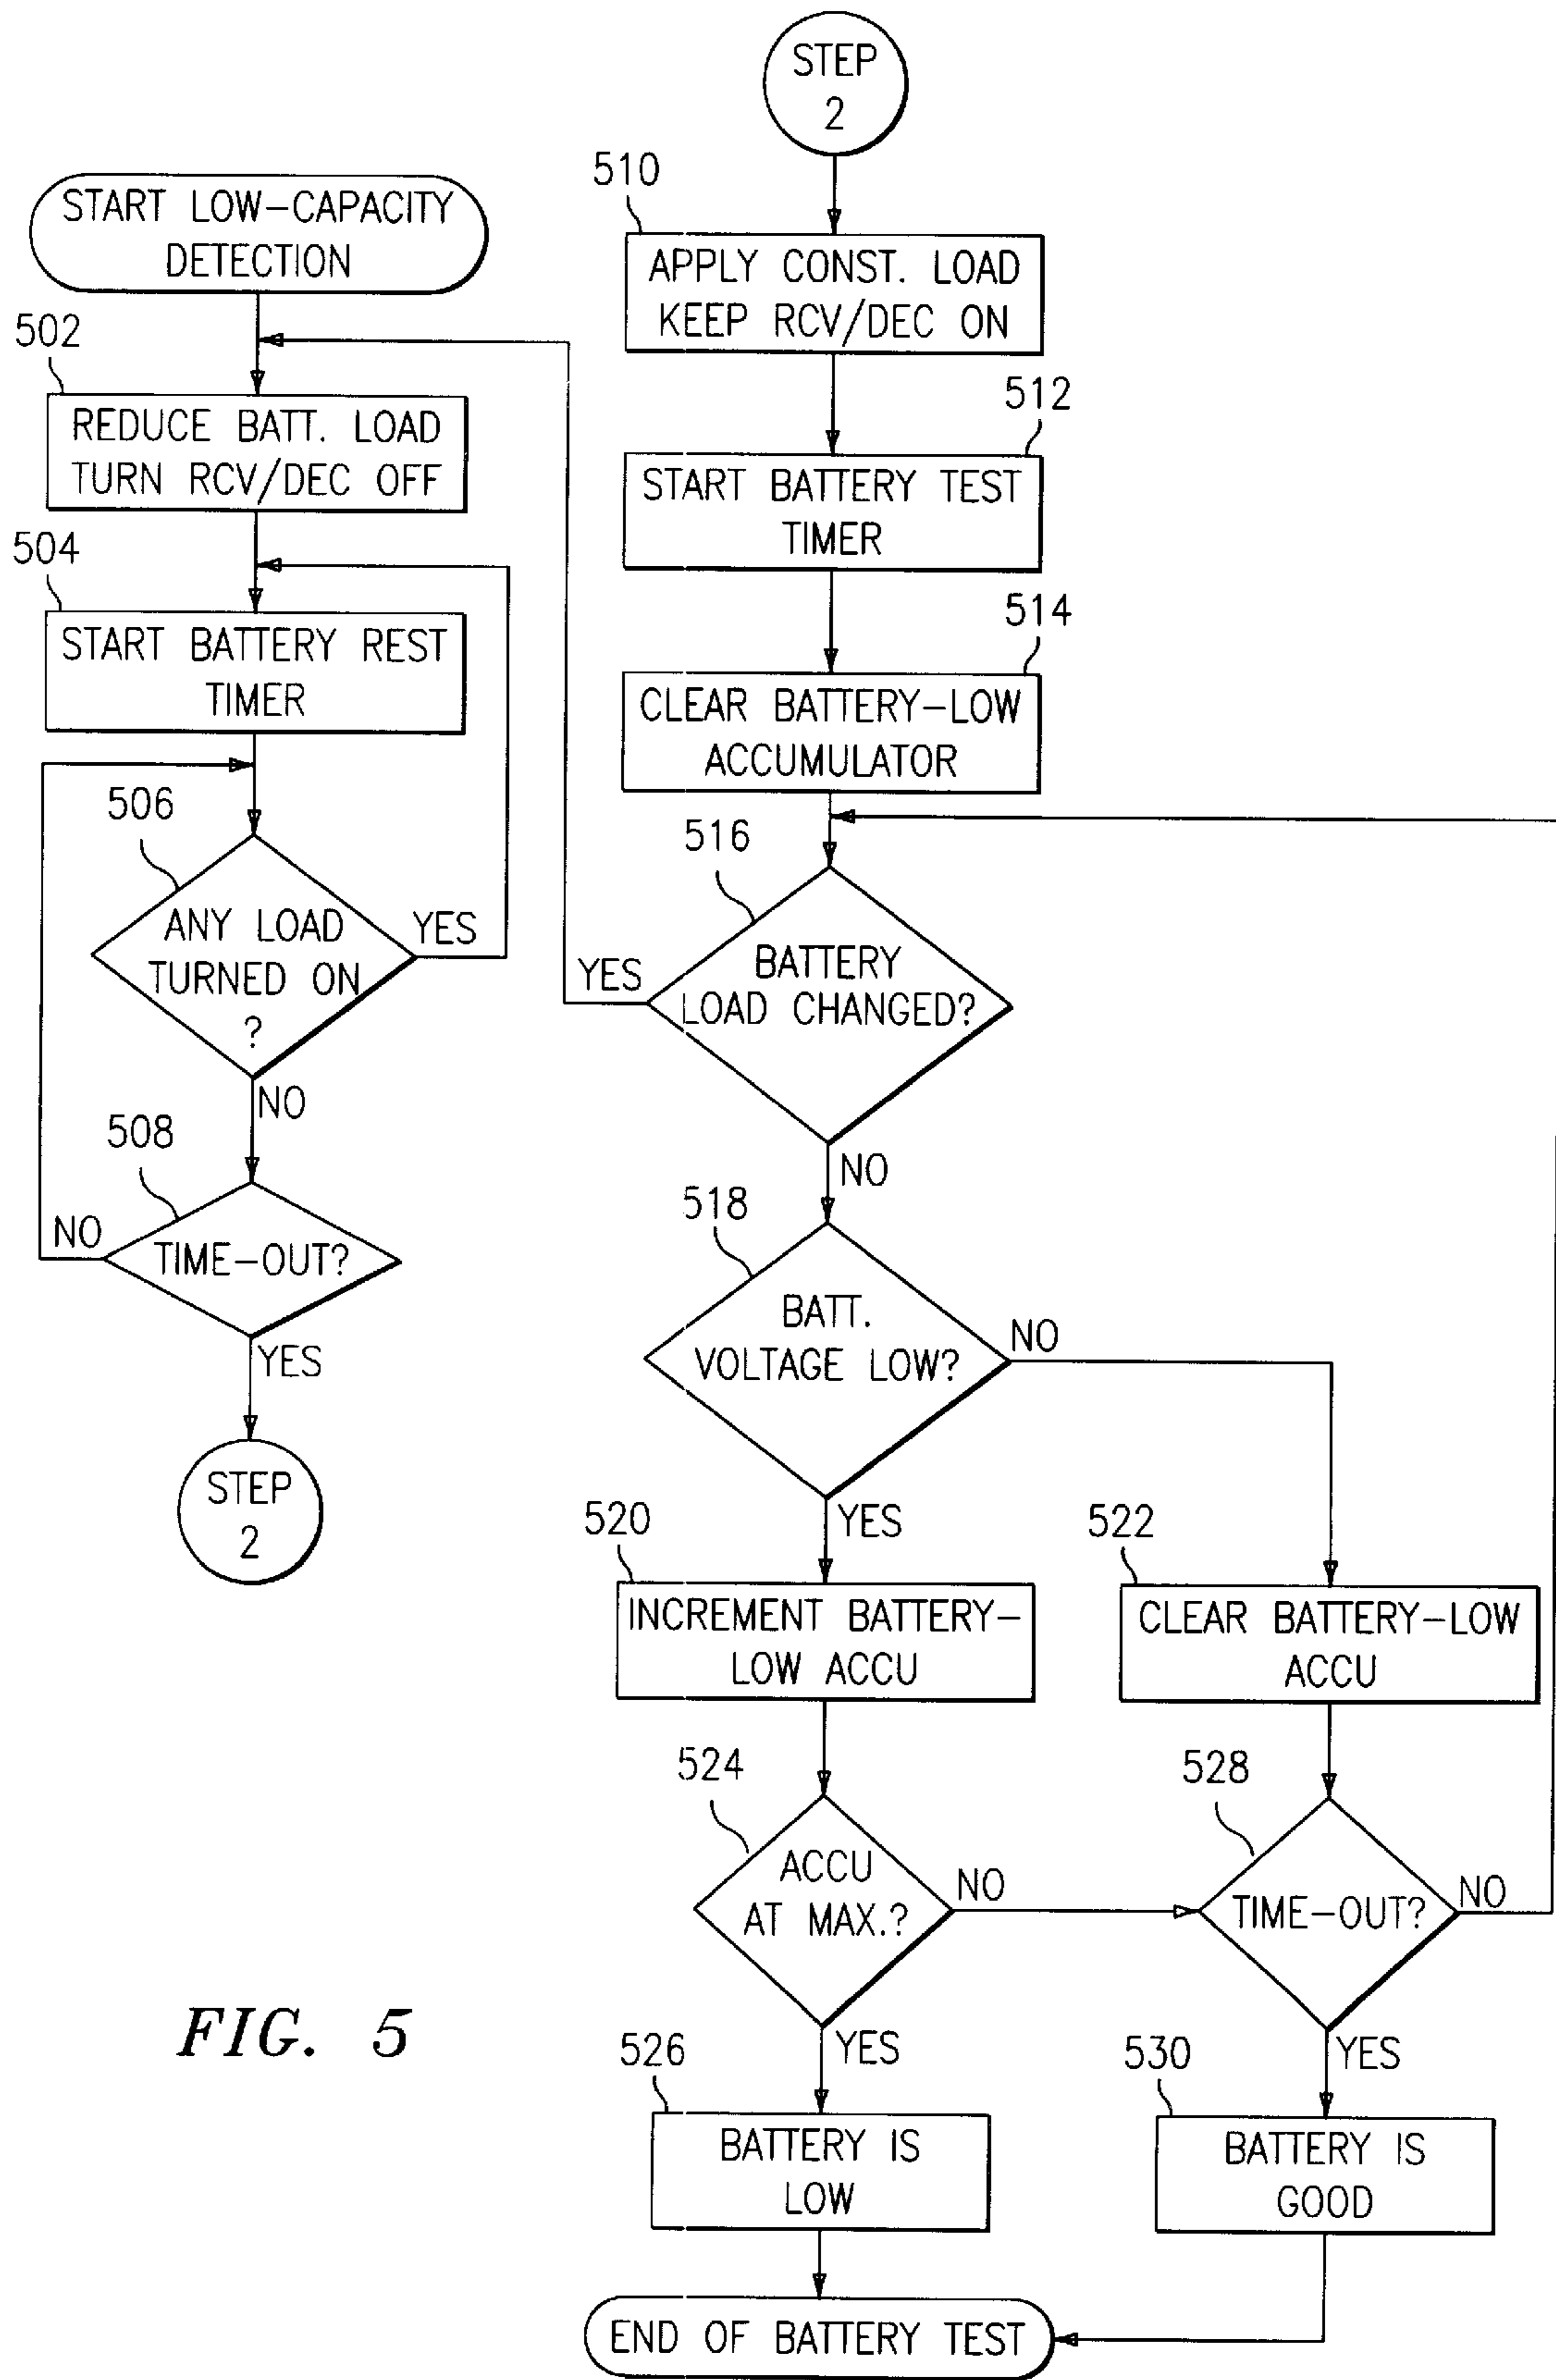 START LOW-CAPACITY
DETECTION
502
REDUCE BATT. LOAD
TURN RCV/DEC OFF
504
START BATTERY REST
TIMER
506
ANY LOAD
TURNED ON
?
YES
NO
508
TIME-OUT?
NO
YES
STEP
2
STEP
2
510
APPLY CONST. LOAD
KEEP RCV/DEC ON
512
START BATTERY TEST
TIMER
514
CLEAR BATTERY-LOW
ACCUMULATOR
516
BATTERY
LOAD CHANGED?
YES
NO
518
BATT.
VOLTAGE LOW?
NO
YES
520
INCREMENT BATTERY-
LOW ACCU
522
CLEAR BATTERY-LOW
ACCU
524
ACCU
AT MAX.?
NO
YES
528
TIME-OUT?
NO
YES
526
BATTERY IS
LOW
530
BATTERY IS
GOOD
END OF BATTERY TEST
FIG. 5